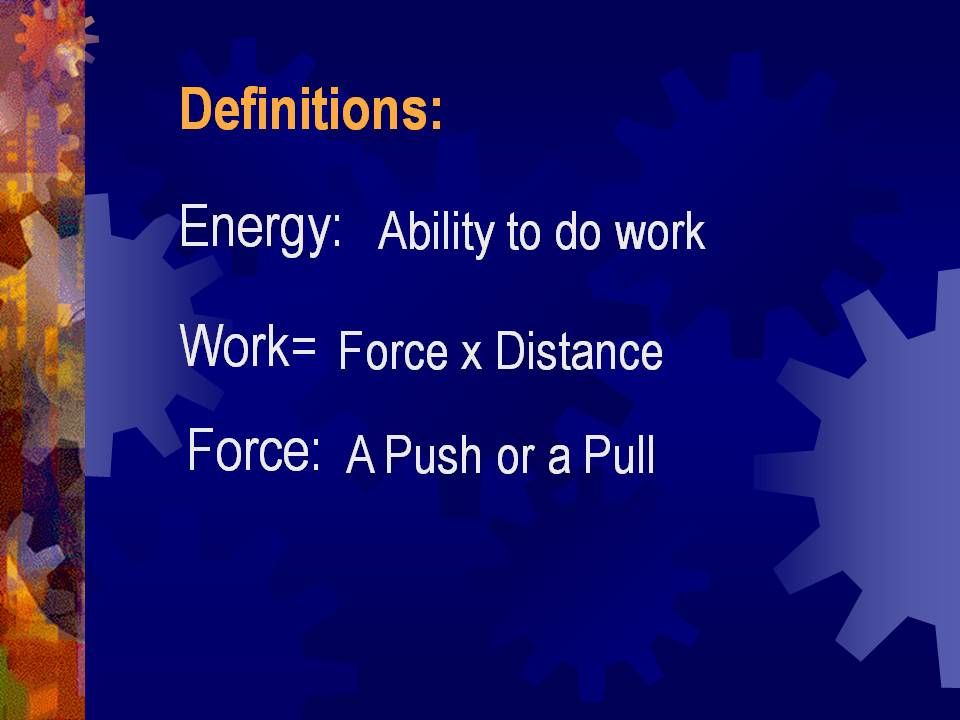 Definitions:
Energy: Ability to do work
Work= Force x Distance
Force: A Push or a Pull